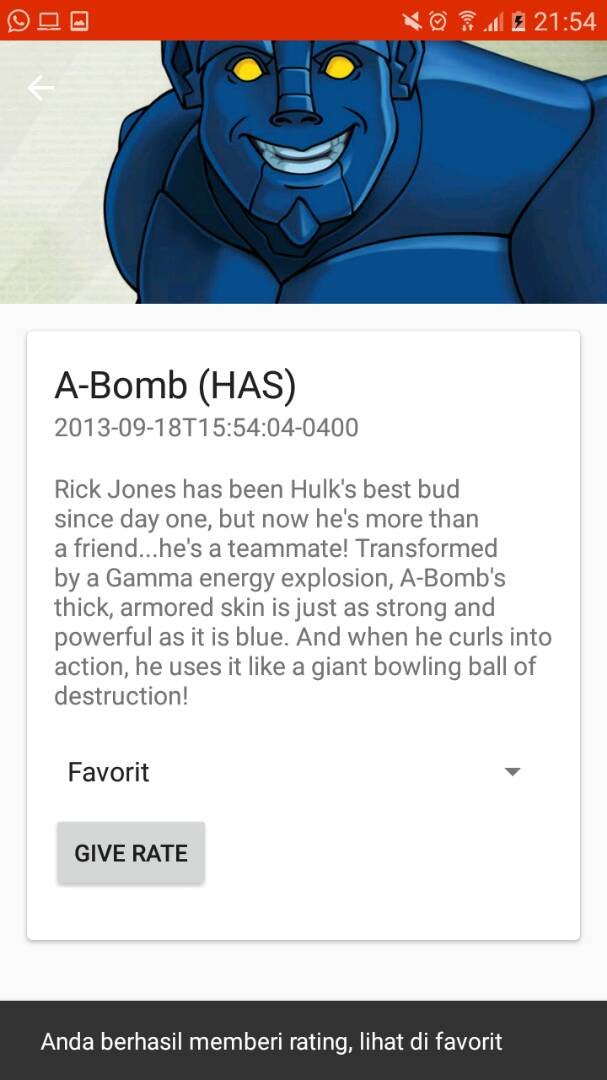 21:54
A-Bomb (HAS)
2013-09-18T15:54:04-0400
Rick Jones has been Hulk's best bud
since day one, but now he's more than
a friend...he's a teammate! Transformed
by a Gamma energy explosion, A-Bomb's
thick, armored skin is just as strong and
powerful as it is blue. And when he curls into
action, he uses it like a giant bowling ball of
destruction!
Favorit
GIVE RATE
Anda berhasil memberi rating, lihat di favorit